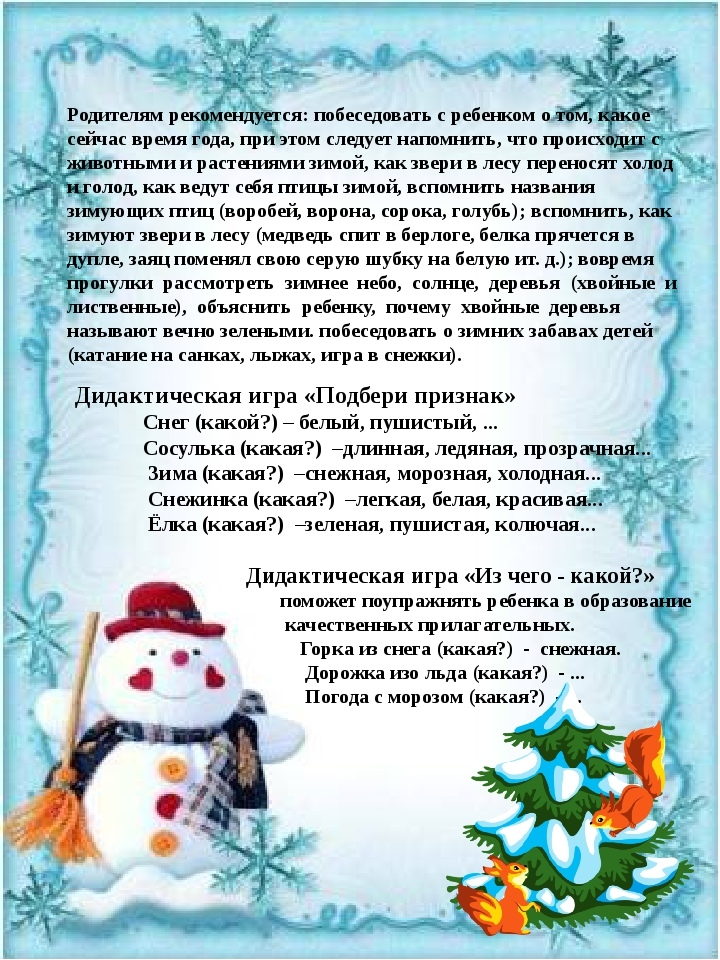 Родителям рекомендуется: побеседовать с ребенком о том, какое
сейчас время года, при этом следует напомнить, что происходит с
животными и растениями зимой, как звери в лесу переносят холод
и голод, как ведут себя птицы зимой, вспомнить названия
зимующих птиц (воробей, ворона, сорока, голубь); вспомнить, как
зимуют звери в лесу (медведь спит в берлоге, белка прячется в
дупле, заяц поменял свою серую шубку на белую ит. д.); вовремя
прогулки рассмотреть зимнее небо, солнце, деревья (хвойные и
лиственные), объяснить ребенку, почему хвойные деревья
называют вечно зелеными. побеседовать о зимних забавах детей
(катание на санках, лыжах, игра в снежки).
Дидактическая игра «Подбери признак»
Снег (какой?) – белый, пушистый, ...
Сосулька (какая?) –длинная, ледяная, прозрачная...
Зима (какая?) –снежная, морозная, холодная...
Снежинка (какая?) –легкая, белая, красивая...
Ёлка (какая?) –зеленая, пушистая, колючая...
Дидактическая игра «Из чего - какой?»
поможет поупражнять ребенка в образование
качественных прилагательных.
Горка из снега (какая?) - снежная.
Дорожка изо льда (какая?) - ...
Погода с морозом (какая?) - ...